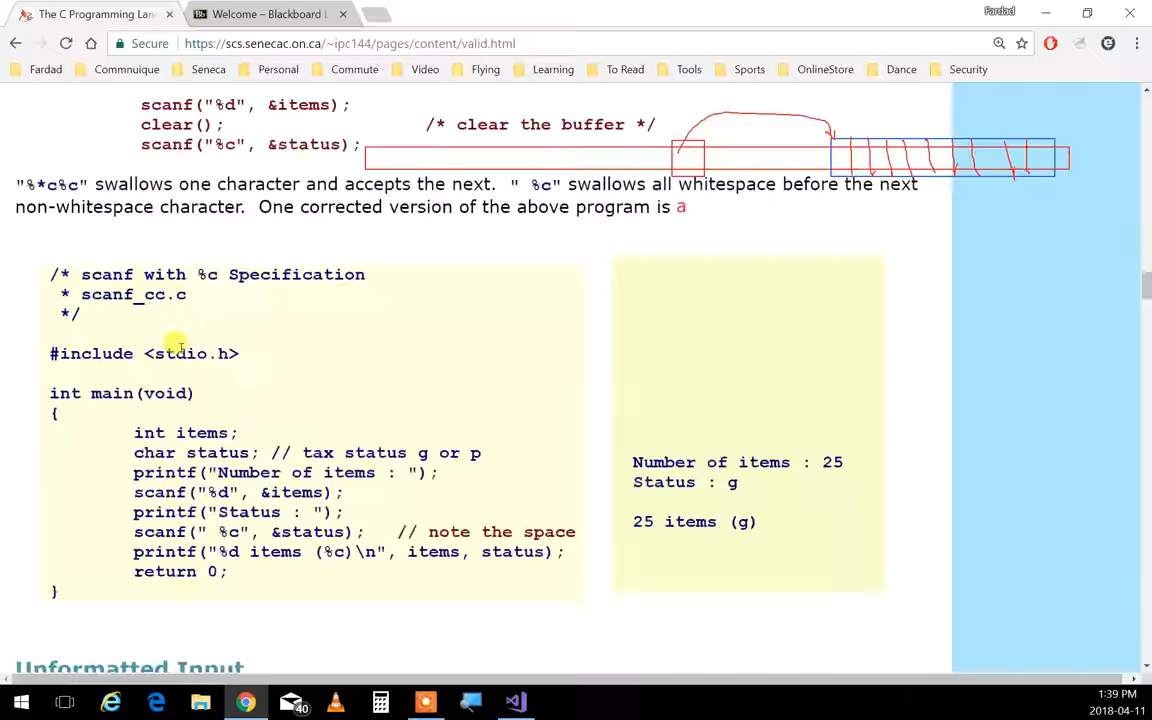 The C Programming Lan
Welcome – Blackboard L
Fardad
Secure
https://scs.senecac.on.ca/~ipc144/pages/content/valid.html
Fardad
Commnuique
Seneca
Personal
Commute
Video
Flying
Learning
To Read
Tools
Sports
OnlineStore
Dance
Security
scanf("%d", &items);
clear(); /* clear the buffer */
scanf("%c", &status);
"%*c%c" swallows one character and accepts the next. " %c" swallows all whitespace before the next
non-whitespace character. One corrected version of the above program is a
/* scanf with %c Specification
* scanf_cc.c
*/
#include <stdio.h>
int main(void)
{
int items;
char status; // tax status g or p
printf("Number of items : ");
scanf("%d", &items);
printf("Status : ");
scanf(" %c", &status); // note the space
printf("%d items (%c)\n", items, status);
return 0;
}
Number of items : 25
Status : g
25 items (g)
Unformatted Input
40
1:39 PM
2018-04-11